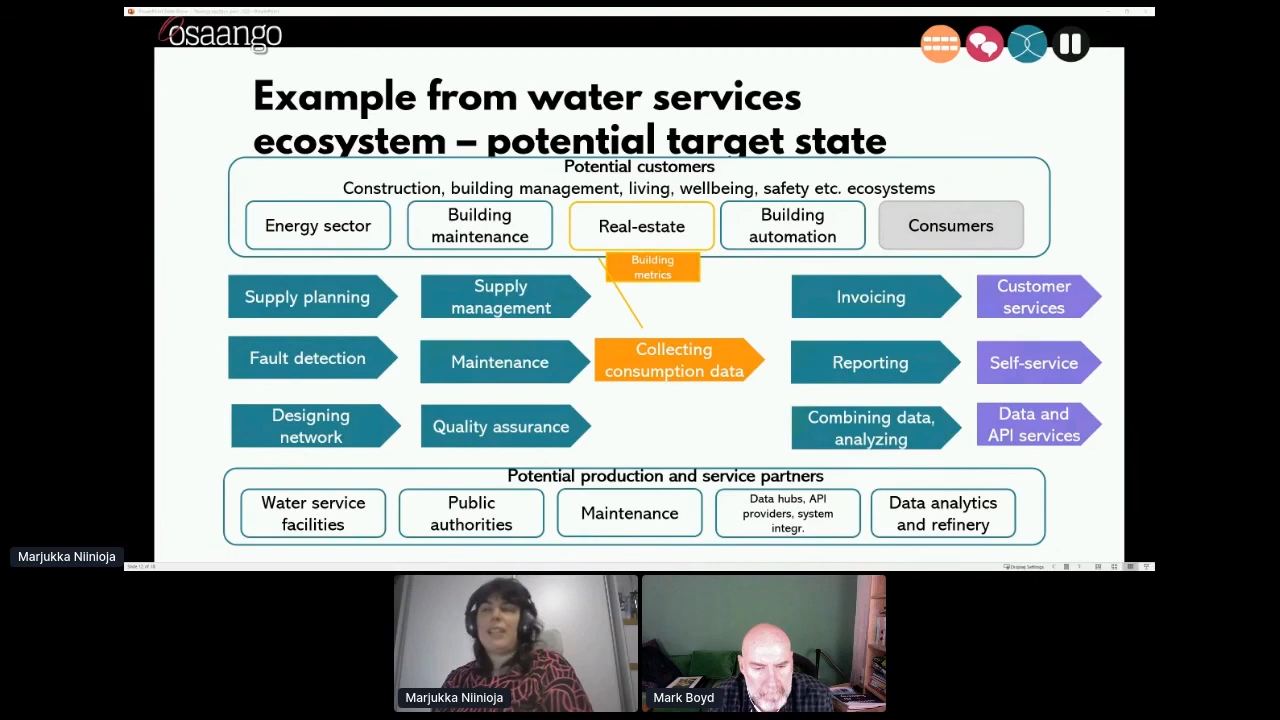 osaango
Example from water services
ecosystem – potential target state
Potential customers
Construction, building management, living, wellbeing, safety etc. ecosystems
Energy sector
Building
maintenance
Real-estate
Building
automation
Consumers
Building
metrics
Supply planning
Supply
management
Invoicing
Customer
services
Fault detection
Maintenance
Collecting
consumption data
Reporting
Self-service
Designing
network
Quality assurance
Combining data,
analyzing
Data and
API services
Potential production and service partners
Water service
facilities
Public
authorities
Maintenance
Data hubs, API
providers, system
integr.
Data analytics
and refinery
Marjukka Niinioja
Display Settings
Marjukka Niinioja
Mark Boyd